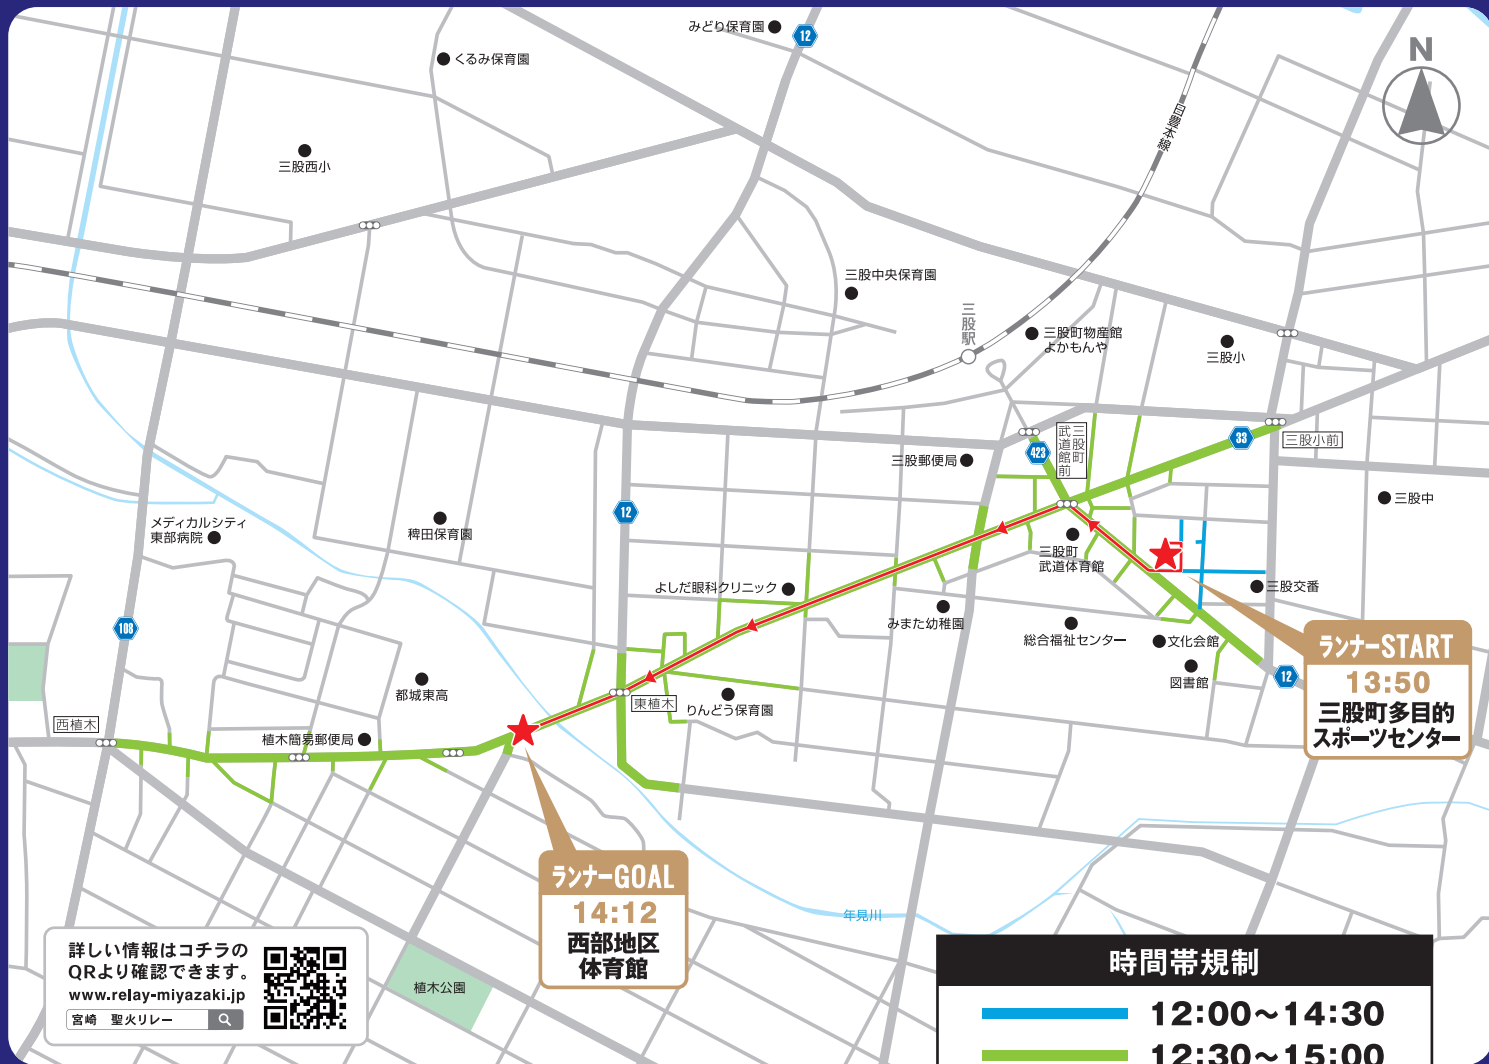 みどり保育園
12
くるみ保育園
N
日豊本線
三股西小
三股中央保育園
三股駅
三股町物産館
よかもんや
三股小
三股町
武道館前
33
三股小前
423
三股郵便局
三股中
12
メディカルシティ
東部病院
稗田保育園
三股町
武道体育館
よしだ眼科クリニック
三股交番
みまた幼稚園
108
総合福祉センター
文化会館
図書館
12
ランナーSTART
13:50
三股町多目的
スポーツセンター
都城東高
りんどう保育園
東植木
西植木
植木簡易郵便局
ランナーGOAL
14:12
西部地区
体育館
年見川
植木公園
詳しい情報はコチラの
QRより確認できます。
www.relay-miyazaki.jp
宮崎　聖火リレー
時間帯規制
12:00〜14:30
12:30〜15:00